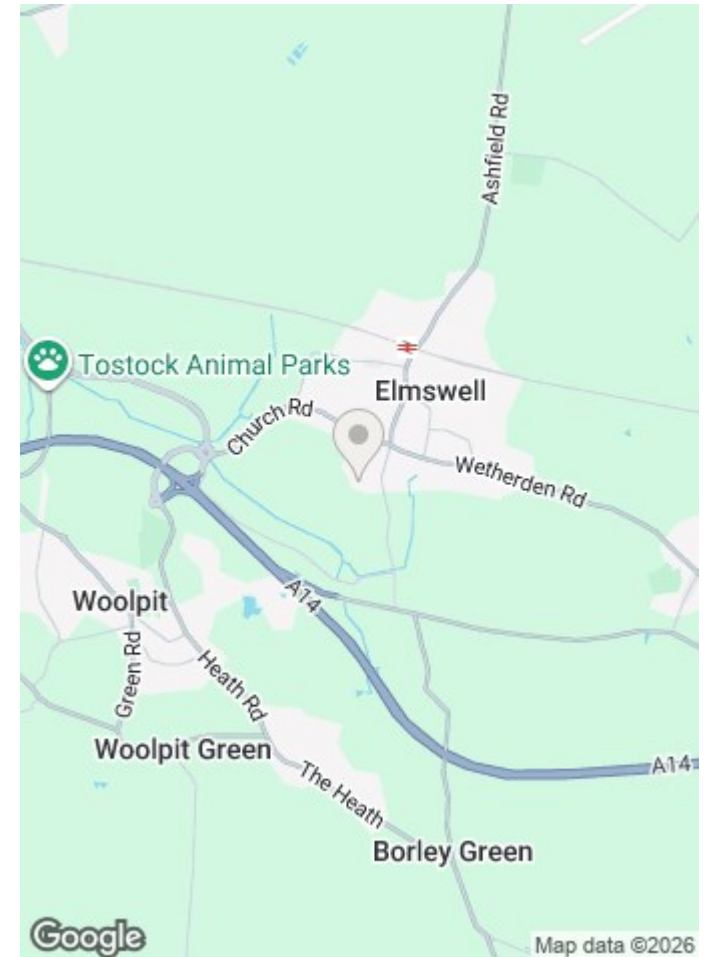 Ashfield Rd
Tostock Animal Parks
Elmswell
Church Rd
Wetherden Rd
A14
Woolpit
Green Rd
Heath Rd
Woolpit Green
The Heath
A14
Borley Green
Google
Map data ©2026